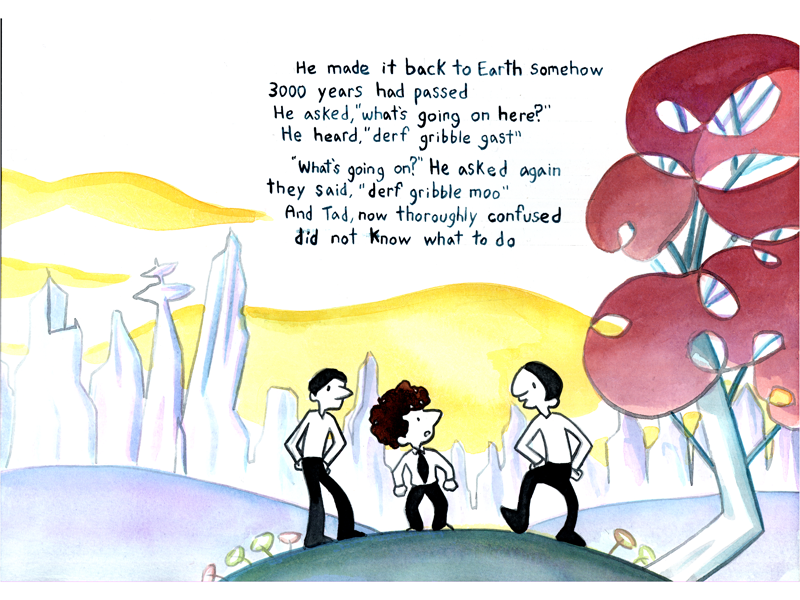 He made it back to Earth somehow
3000 years had passed
He asked, "what's going on here?"
He heard, "derf gribble gast"
"What's going on?" He asked again
they said, "derf gribble moo"
And Tad, now thoroughly confused
did not know what to do